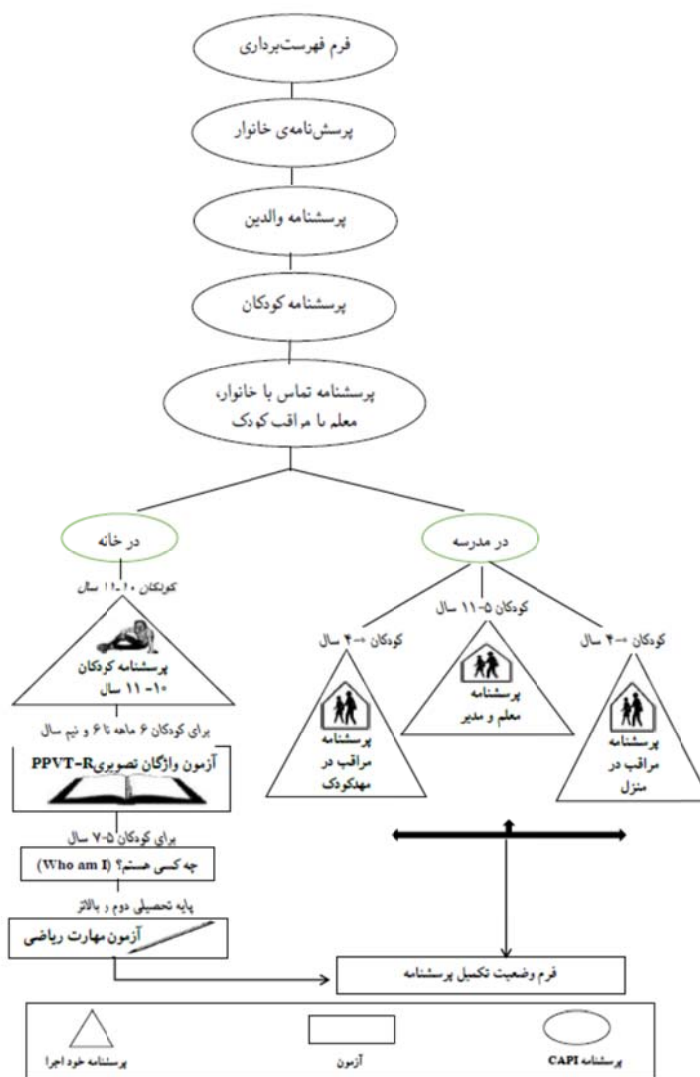 فرم فهرست‌برداری
پرسش‌نامه‌ی خانوار
پرسشنامه والدین
پرسشنامه کودکان
پرسشنامه تماس با خانوار،
معلم یا مراقب کودک
در خانه
در مدرسه
کودکان ۱۰-۱۱ سال
پرسشنامه کودکان
۱۰- ۱۱ سال
برای کودکان ۶ ماهه تا ۶ و نیم سال
آزمون واژگان تصویری PPVT-R
برای کودکان ۵-۷ سال
چه کسی هستم؟ (Who am I)
پایه تحصیلی دوم و بالاتر
آزمون مهارت ریاضی
کودکان ۵-۱۱ سال
پرسشنامه
معلم و مدیر
کودکان ۰-۴ سال
پرسشنامه
مراقب در
منزل
کودکان ۰-۴ سال
پرسشنامه
مراقب در
مهدکودک
فرم وضعیت تکمیل پرسشنامه
پرسشنامه CAPI
آزمون
پرسشنامه خود اجرا